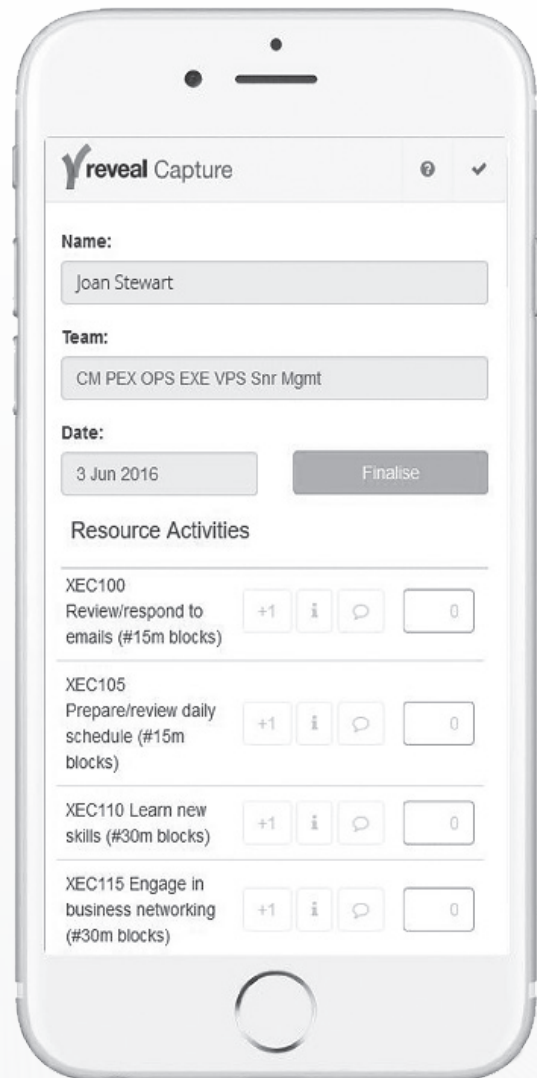 reveal Capture
Name:
Joan Stewart
Team:
CM PEX OPS EXE VPS Snr Mgmt
Date:
3 Jun 2016 Finalise
Resource Activities
XEC100
Review/respond to
emails (#15m blocks)
+1 i 0
XEC105
Prepare/review daily
schedule (#15m
blocks)
+1 i 0
XEC110 Learn new
skills (#30m blocks)
+1 i 0
XEC115 Engage in
business networking
(#30m blocks)
+1 i 0